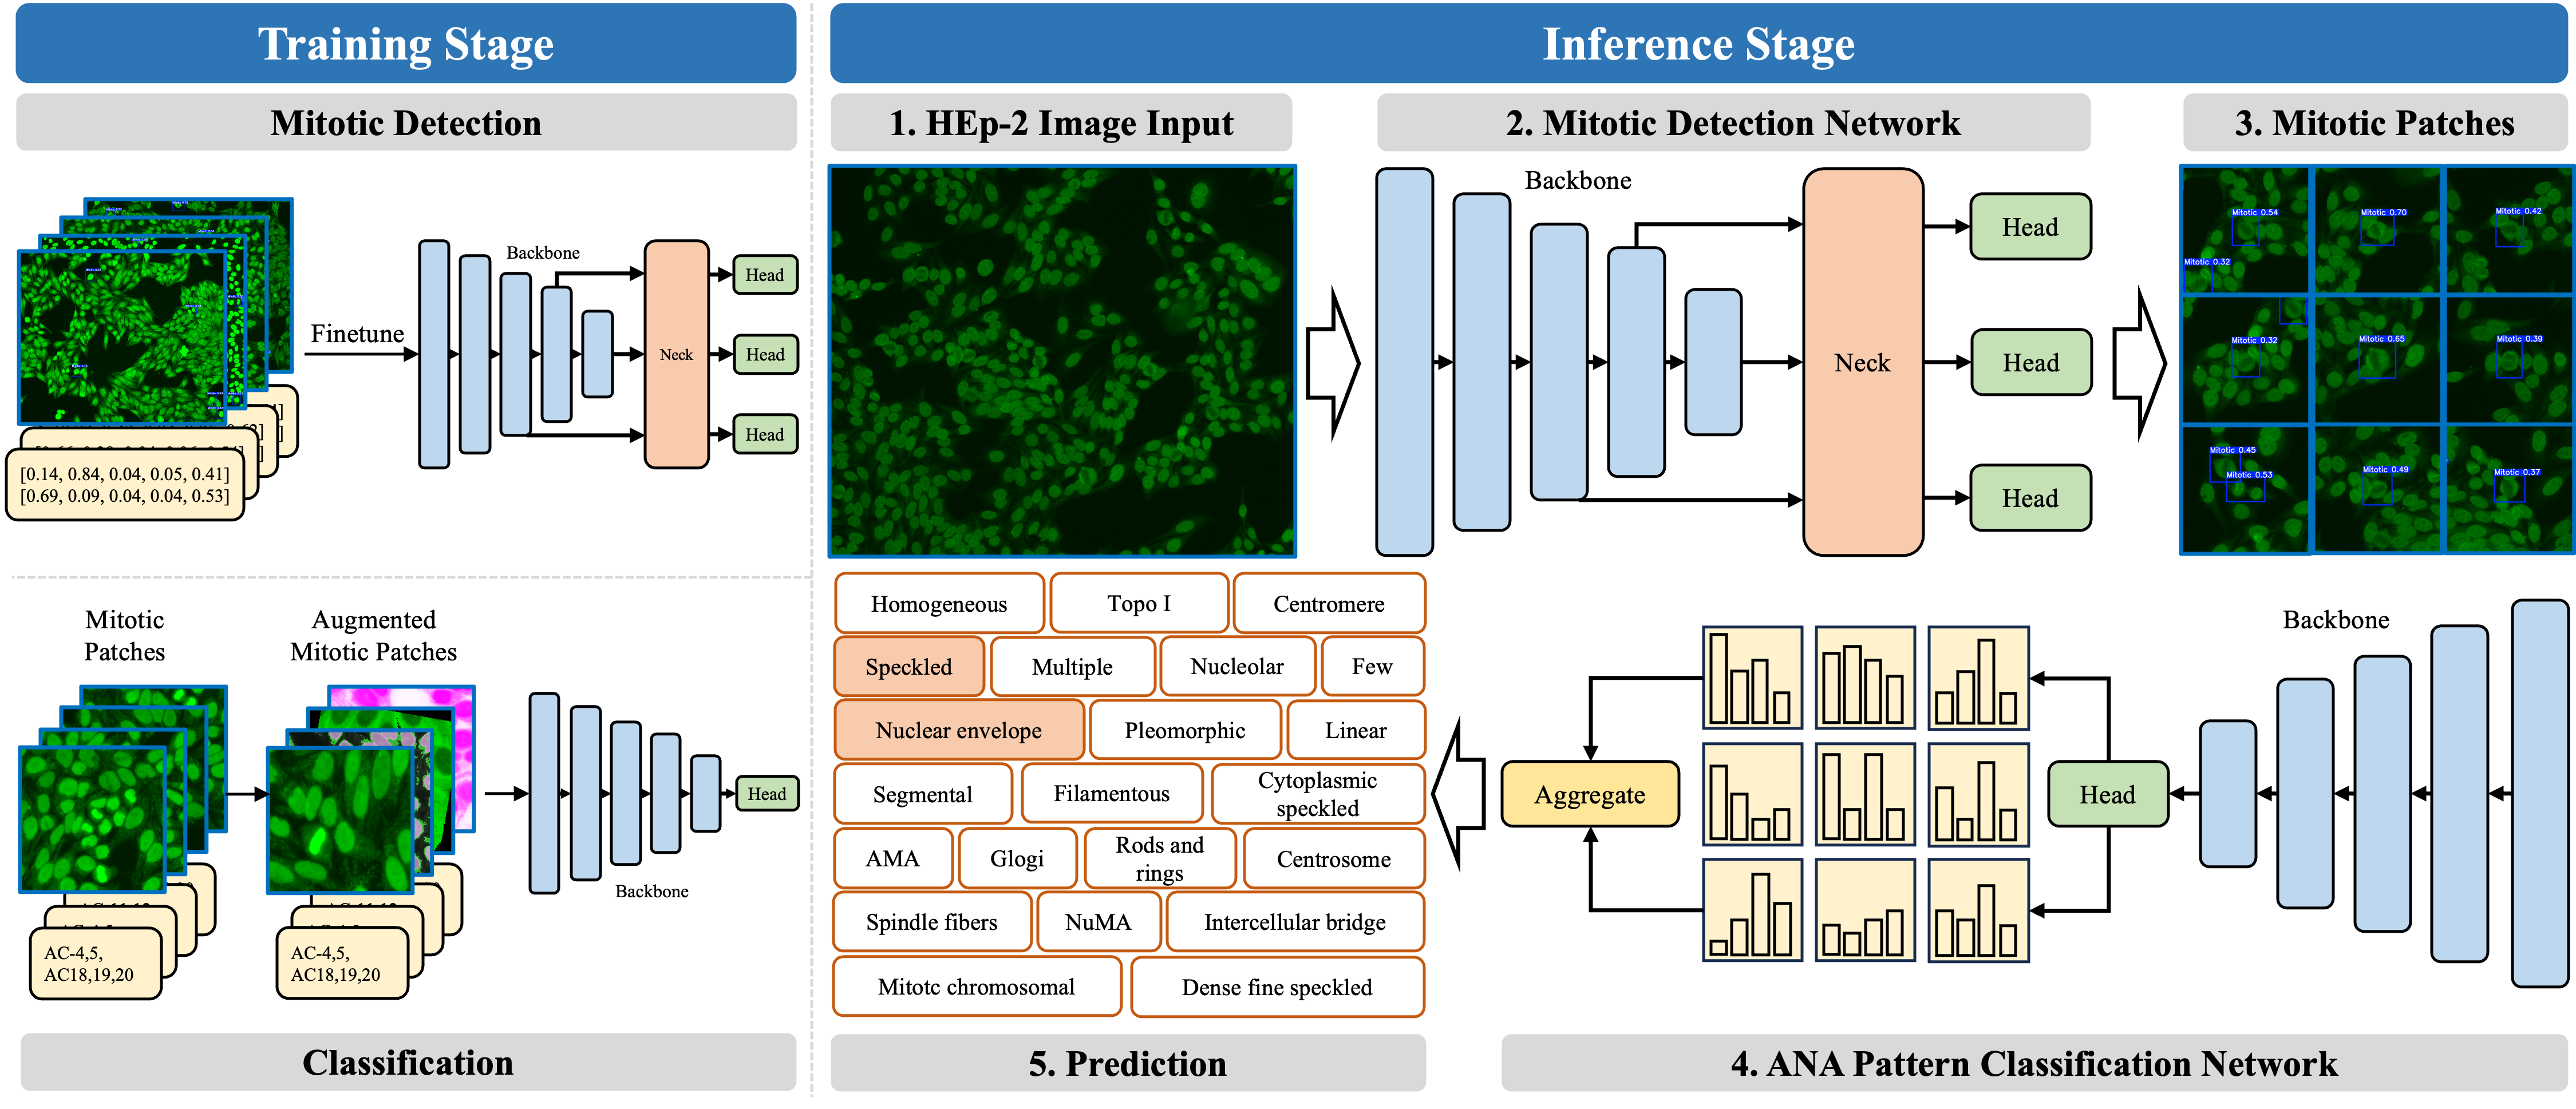 Training Stage
Mitotic Detection
Finetune
Backbone
Neck
Head
Head
Head
[0.14, 0.84, 0.04, 0.05, 0.41]
[0.69, 0.09, 0.04, 0.04, 0.53]
Mitotic
Patches
Augmented
Mitotic Patches
AC-4,5,
AC18,19,20
AC-4,5,
AC18,19,20
Backbone
Head
Classification
Inference Stage
1. HEp-2 Image Input
2. Mitotic Detection Network
Backbone
Neck
Head
Head
Head
3. Mitotic Patches
Mitotic 0.54
Mitotic 0.32
Mitotic 0.70
Mitotic 0.42
Mitotic 0.32
Mitotic 0.65
Mitotic 0.39
Mitotic 0.45
Mitotic 0.53
Mitotic 0.49
Mitotic 0.37
Backbone
Head
Aggregate
4. ANA Pattern Classification Network
Homogeneous
Topo I
Centromere
Speckled
Multiple
Nucleolar
Few
Nuclear envelope
Pleomorphic
Linear
Segmental
Filamentous
Cytoplasmic
speckled
AMA
Glogi
Rods and
rings
Centrosome
Spindle fibers
NuMA
Intercellular bridge
Mitotc chromosomal
Dense fine speckled
5. Prediction